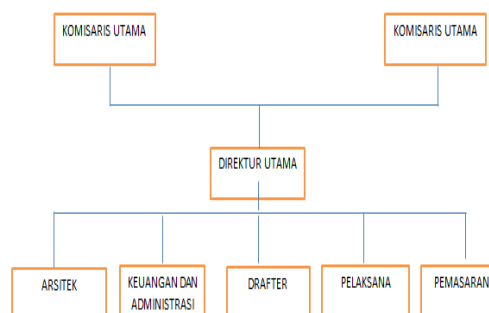 KOMISARIS UTAMA
KOMISARIS UTAMA
DIREKTUR UTAMA
ARSITEK
KEUANGAN DAN
ADMINISTRASI
DRAFTER
PELAKSANA
PEMASARAN